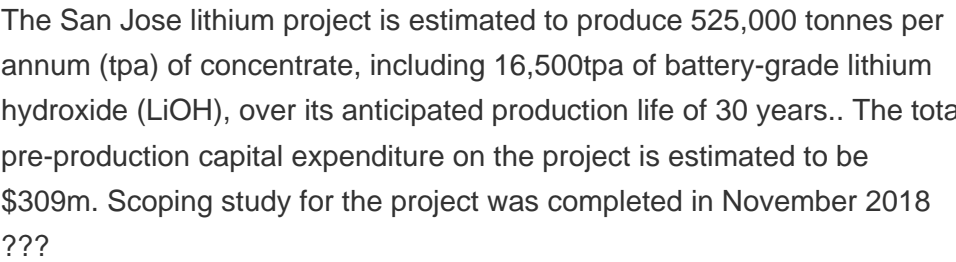 The San Jose lithium project is estimated to produce 525,000 tonnes per
annum (tpa) of concentrate, including 16,500tpa of battery-grade lithium
hydroxide (LiOH), over its anticipated production life of 30 years.. The tota
pre-production capital expenditure on the project is estimated to be
$309m. Scoping study for the project was completed in November 2018
???